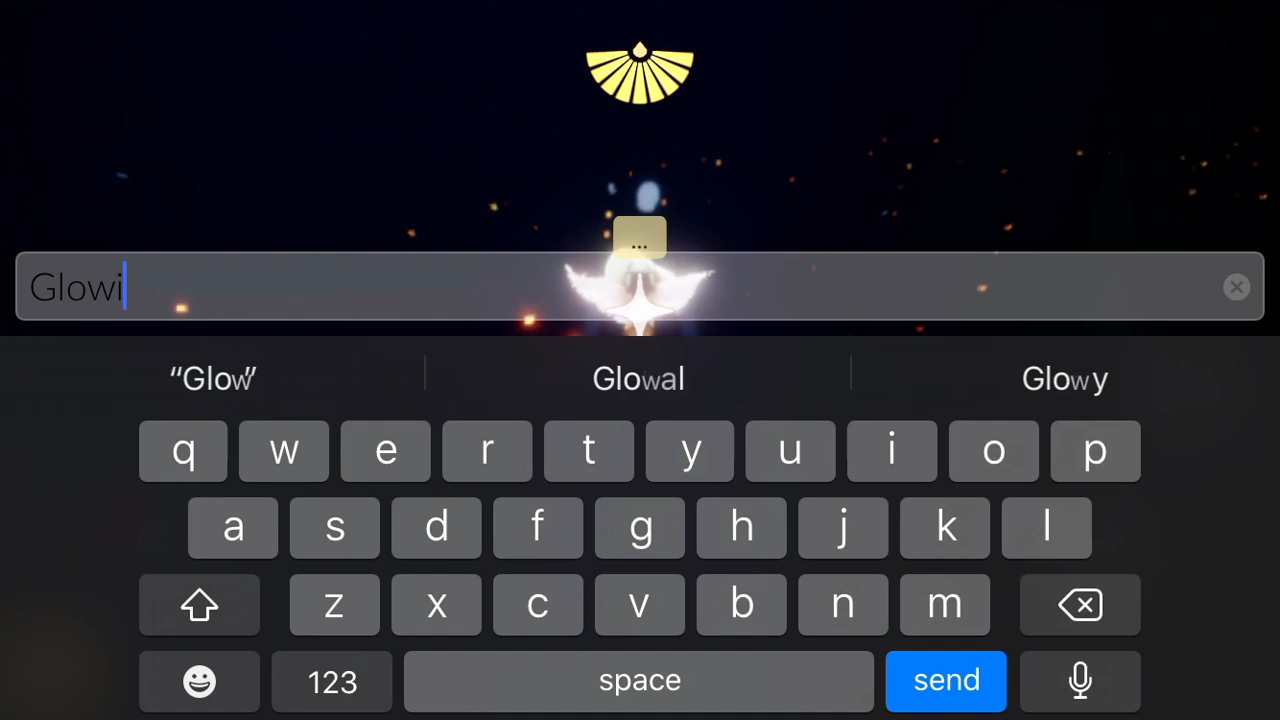 ...
Glowi
“Glow” Glowal Glowy
q w e r t y u i o p
a s d f g h j k l
z x c v b n m
123 space send